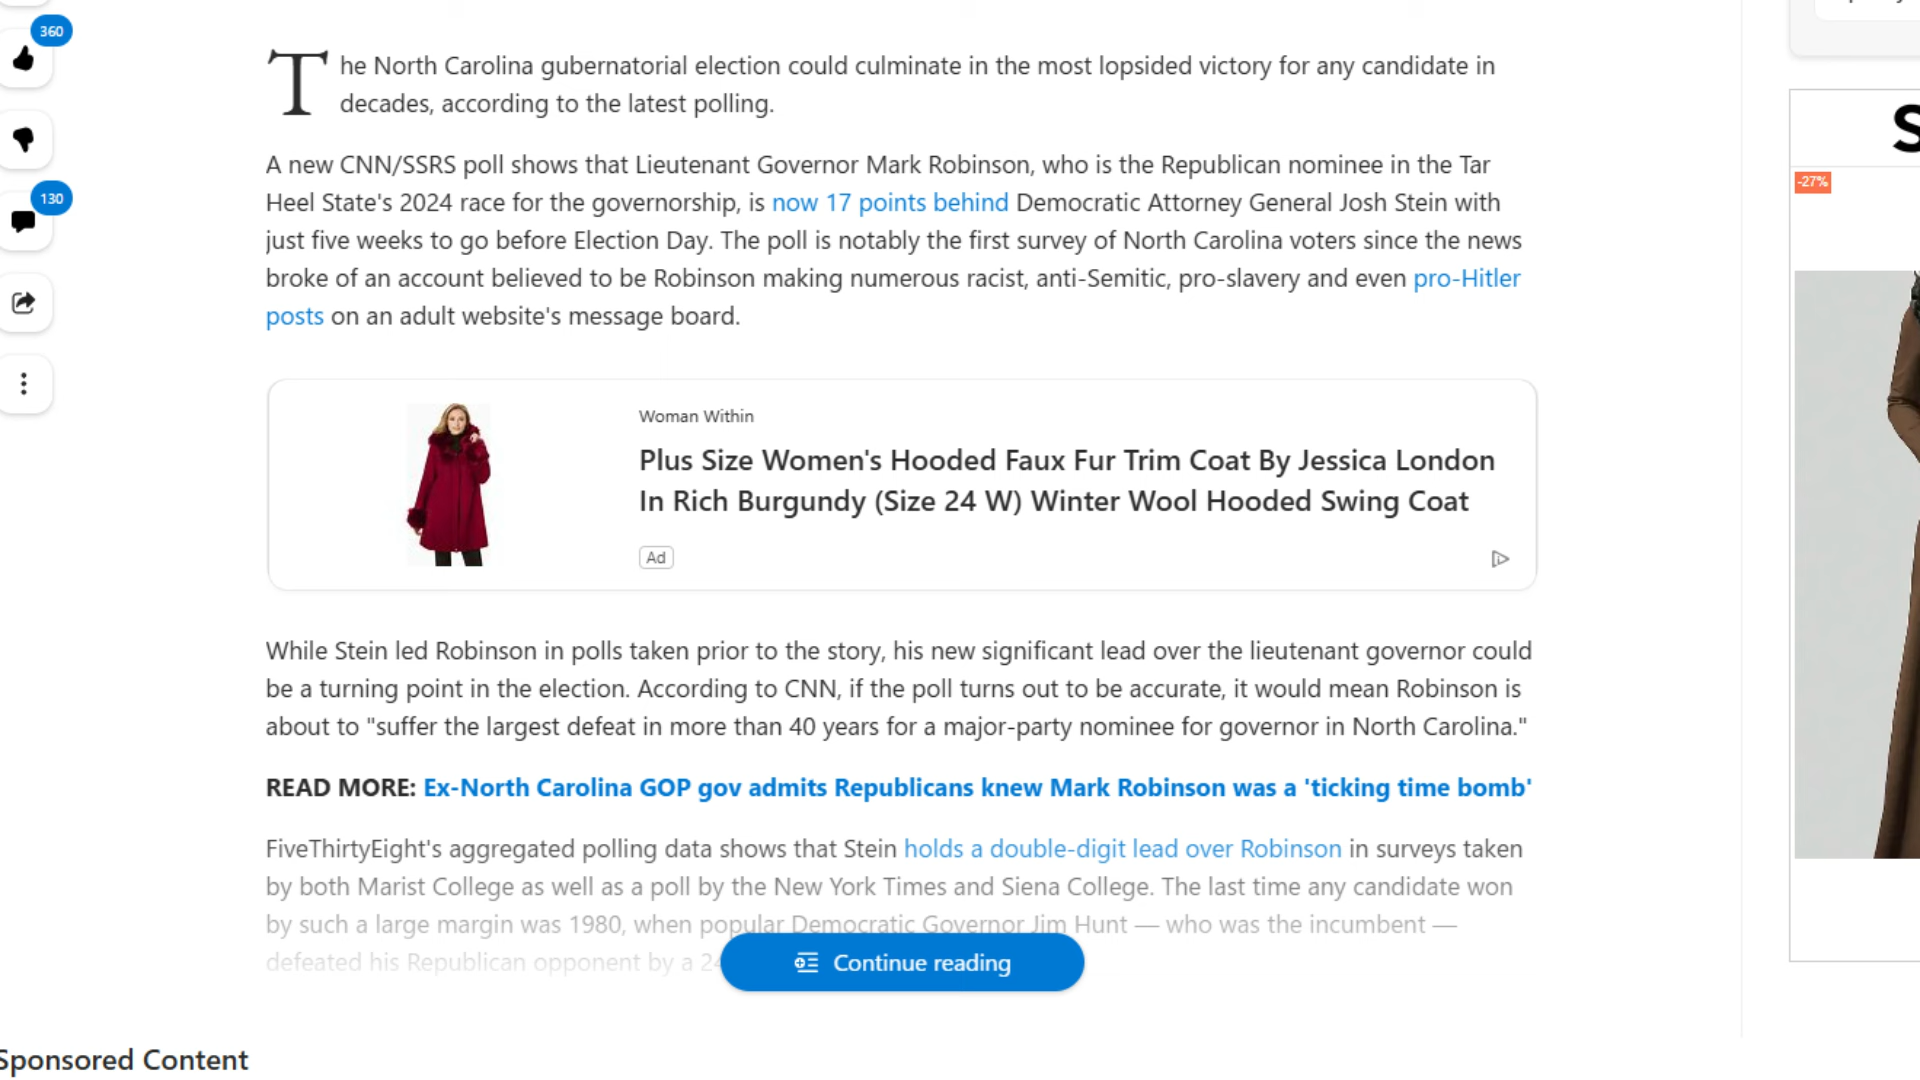 360
The North Carolina gubernatorial election could culminate in the most lopsided victory for any candidate in
decades, according to the latest polling.
A new CNN/SSRS poll shows that Lieutenant Governor Mark Robinson, who is the Republican nominee in the Tar
Heel State's 2024 race for the governorship, is now 17 points behind Democratic Attorney General Josh Stein with
just five weeks to go before Election Day. The poll is notably the first survey of North Carolina voters since the news
broke of an account believed to be Robinson making numerous racist, anti-Semitic, pro-slavery and even pro-Hitler
posts on an adult website's message board.
130
-27%
Woman Within
Plus Size Women's Hooded Faux Fur Trim Coat By Jessica London
In Rich Burgundy (Size 24 W) Winter Wool Hooded Swing Coat
Ad
While Stein led Robinson in polls taken prior to the story, his new significant lead over the lieutenant governor could
be a turning point in the election. According to CNN, if the poll turns out to be accurate, it would mean Robinson is
about to "suffer the largest defeat in more than 40 years for a major-party nominee for governor in North Carolina."
READ MORE: Ex-North Carolina GOP gov admits Republicans knew Mark Robinson was a 'ticking time bomb'
FiveThirtyEight's aggregated polling data shows that Stein holds a double-digit lead over Robinson in surveys taken
by both Marist College as well as a poll by the New York Times and Siena College. The last time any candidate won
by such a large margin was 1980, when popular Democratic Governor Jim Hunt — who was the incumbent —
defeated his Republican opponent by a
Continue reading
Sponsored Content